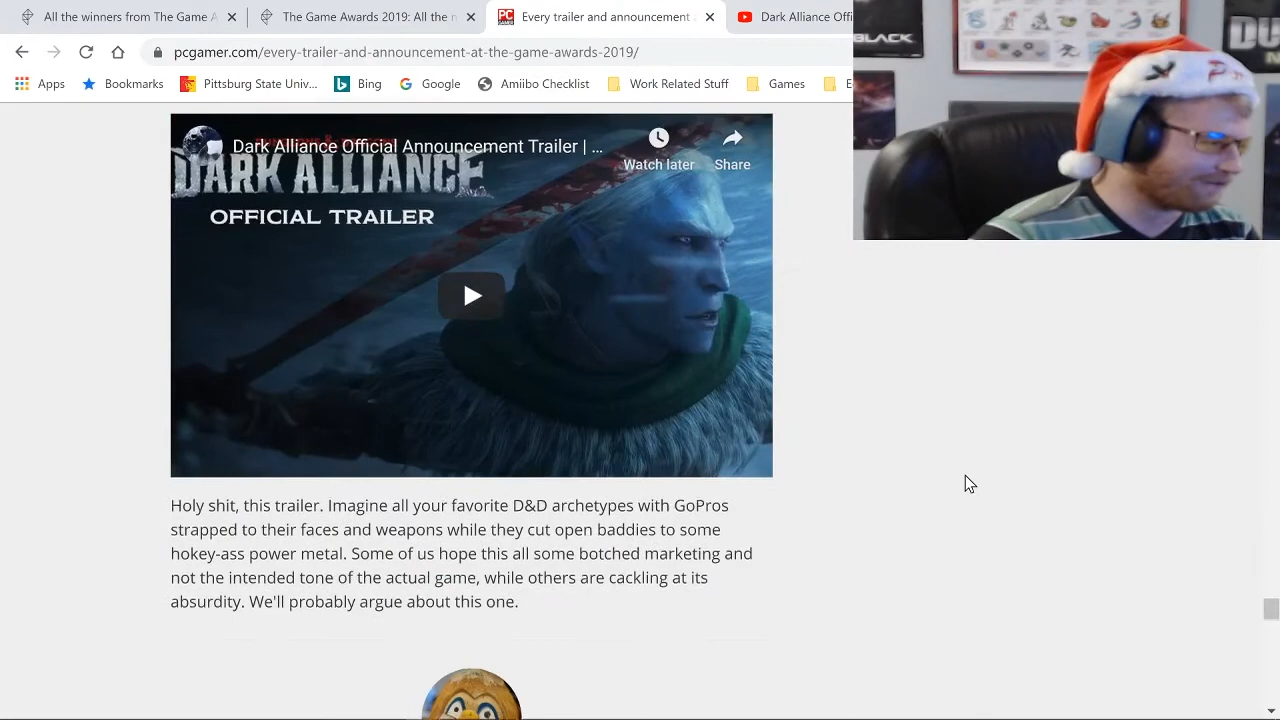 All the winners from The Game A
The Game Awards 2019: All the n
PC GAMER
Every trailer and announcement
Dark Alliance Offi
pcgamer.com/every-trailer-and-announcement-at-the-game-awards-2019/
Apps
Bookmarks
Pittsburg State Univ...
Bing
Google
Amiibo Checklist
Work Related Stuff
Games
E
BLACK
DU
Dark Alliance Official Announcement Trailer | ...
Watch later
Share
DARK ALLIANCE
OFFICIAL TRAILER
Holy shit, this trailer. Imagine all your favorite D&D archetypes with GoPros
strapped to their faces and weapons while they cut open baddies to some
hokey-ass power metal. Some of us hope this all some botched marketing and
not the intended tone of the actual game, while others are cackling at its
absurdity. We'll probably argue about this one.